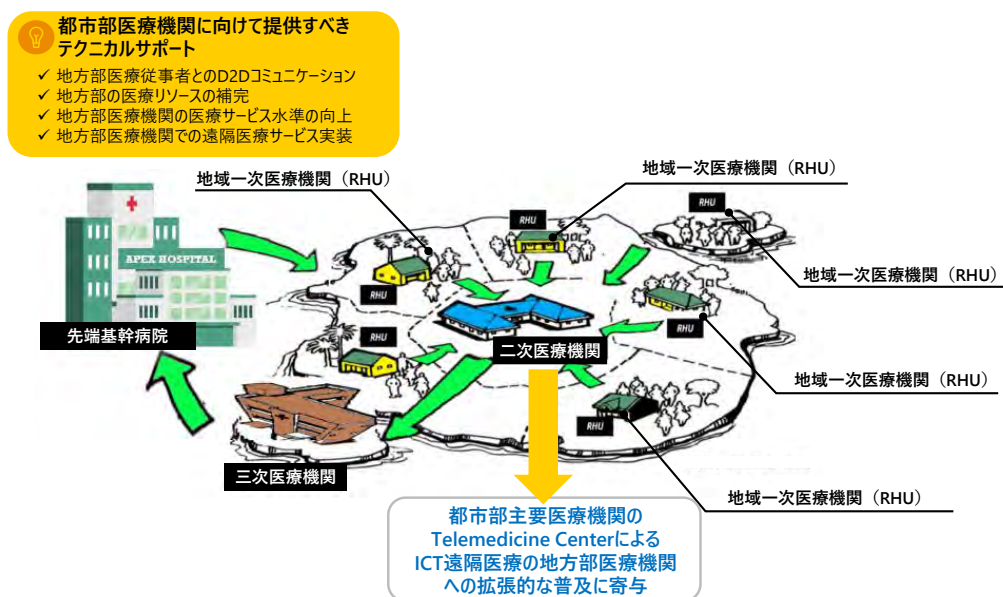 都市部医療機関に向けて提供すべき
テクニカルサポート
✓ 地方部医療従事者とのD2Dコミュニケーション
✓ 地方部の医療リソースの補完
✓ 地方部医療機関の医療サービス水準の向上
✓ 地方部医療機関での遠隔医療サービス実装
地域一次医療機関（RHU）
地域一次医療機関（RHU）
RHU
RHU
地域一次医療機関（RHU）
APEX HOSPITAL
RHU
RHU
先端基幹病院
RHU
二次医療機関
地域一次医療機関（RHU）
RHU
三次医療機関
地域一次医療機関（RHU）
都市部主要医療機関の
Telemedicine Centerによる
ICT遠隔医療の地方部医療機関
への拡張的な普及に寄与